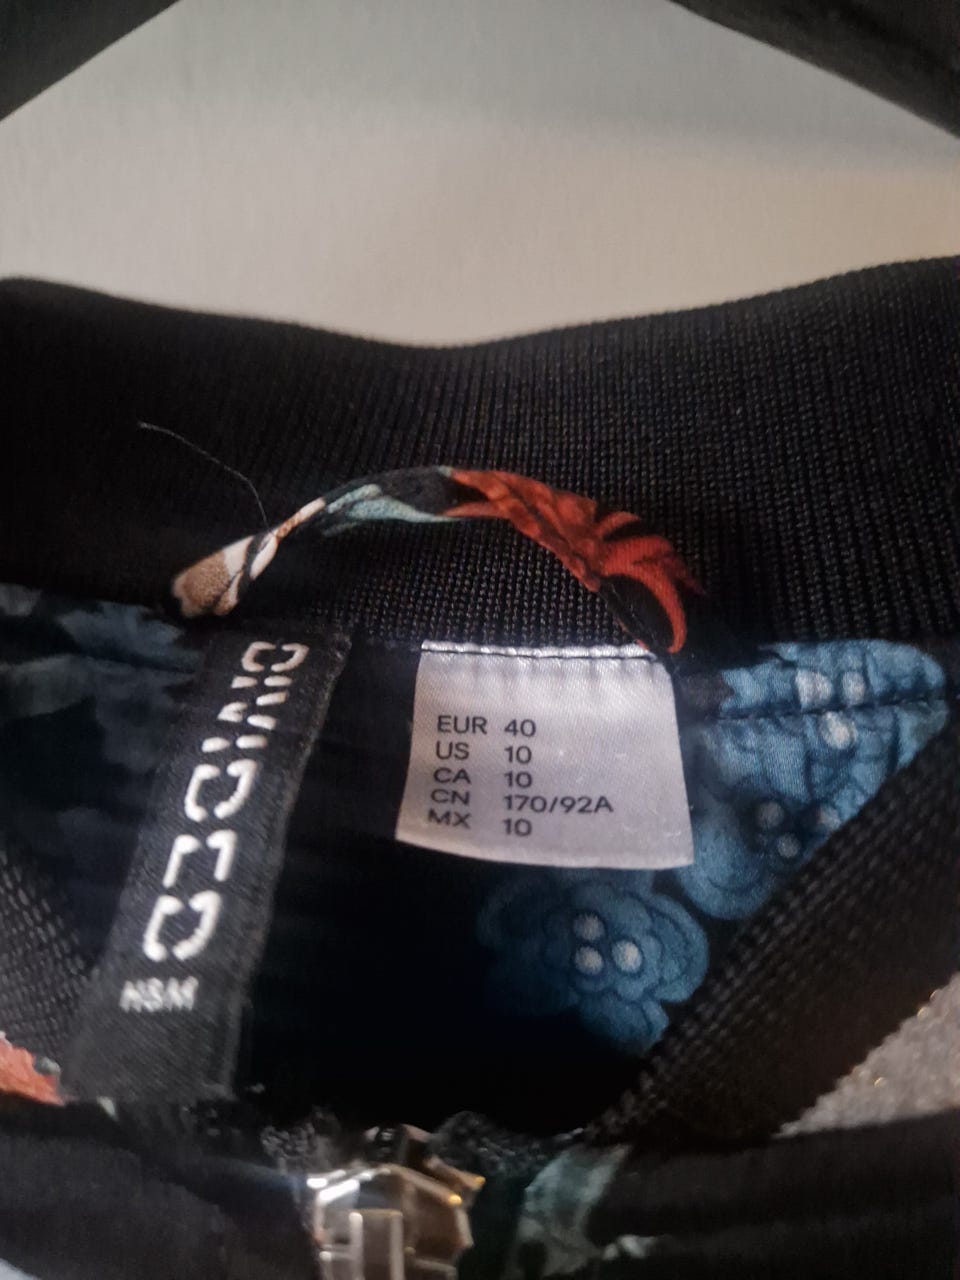 DIVIDED
H&M
EUR 40
US 10
CA 10
CN 170/92A
MX 10